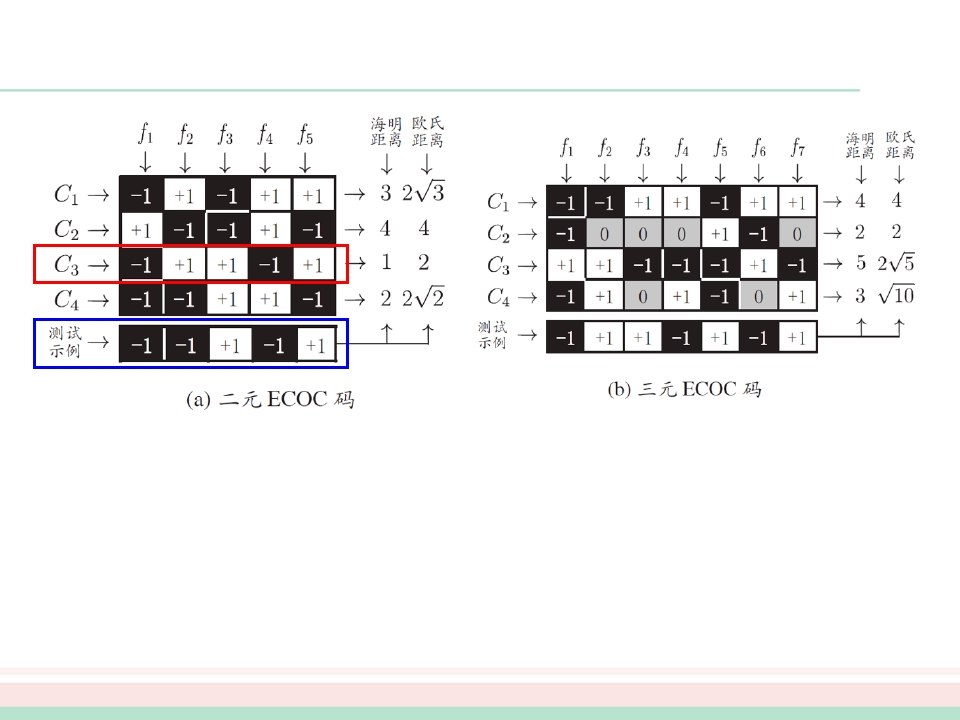 f₁ f₂ f₃ f₄ f₅ 海明距离 欧氏距离
C₁ → -1 +1 -1 +1 +1 → 3 2√3
C₂ → +1 -1 -1 +1 -1 → 4 4
C₃ → -1 +1 +1 -1 +1 → 1 2
C₄ → -1 -1 +1 +1 -1 → 2 2√2
测试示例 → -1 -1 +1 -1 +1
(a) 二元 ECOC 码
f₁ f₂ f₃ f₄ f₅ f₆ f₇ 海明距离 欧氏距离
C₁ → -1 -1 +1 +1 -1 +1 +1 → 4 4
C₂ → -1 0 0 0 +1 -1 0 → 2 2
C₃ → +1 +1 -1 -1 -1 +1 -1 → 5 2√5
C₄ → -1 +1 0 +1 -1 0 +1 → 3 √10
测试示例 → -1 +1 +1 -1 +1 -1 +1
(b) 三元 ECOC 码